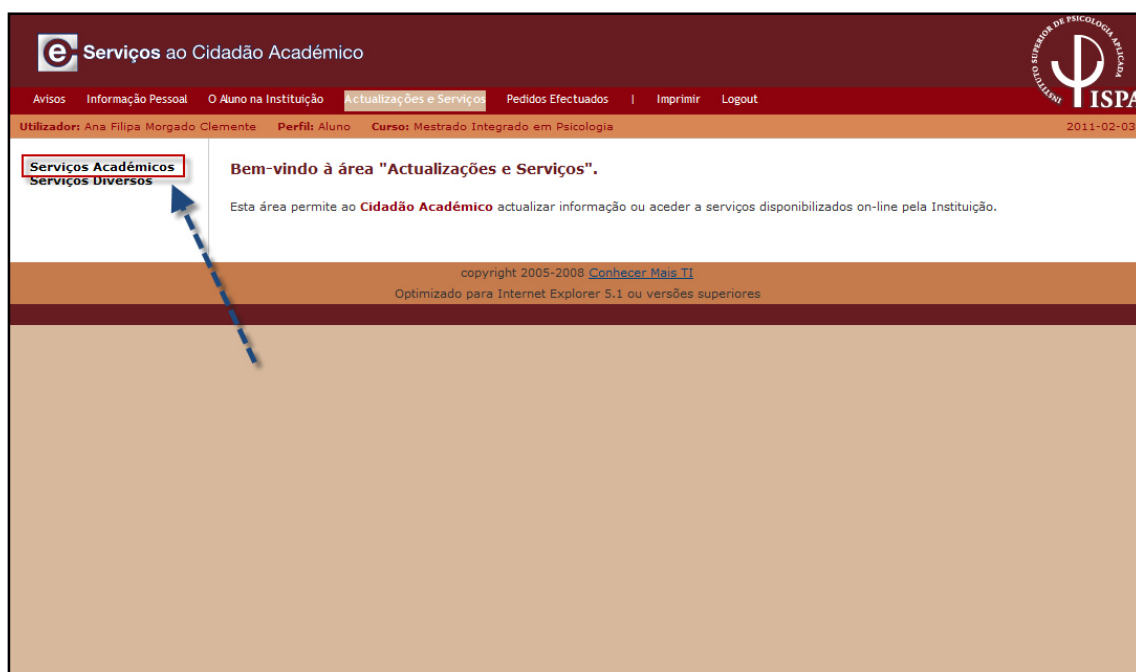 e Serviços ao Cidadão Académico
INSTITUTO SUPERIOR DE PSICOLOGIA APLICADA
ISPA
Avisos Informação Pessoal O Aluno na Instituição Actualizações e Serviços Pedidos Efectuados | Imprimir Logout
Utilizador: Ana Filipa Morgado Clemente Perfil: Aluno Curso: Mestrado Integrado em Psicologia 2011-02-03
Serviços Académicos
Serviços Diversos
Bem-vindo à área "Actualizações e Serviços".
Esta área permite ao Cidadão Académico actualizar informação ou aceder a serviços disponibilizados on-line pela Instituição.
copyright 2005-2008 Conhecer Mais TI
Optimizado para Internet Explorer 5.1 ou versões superiores